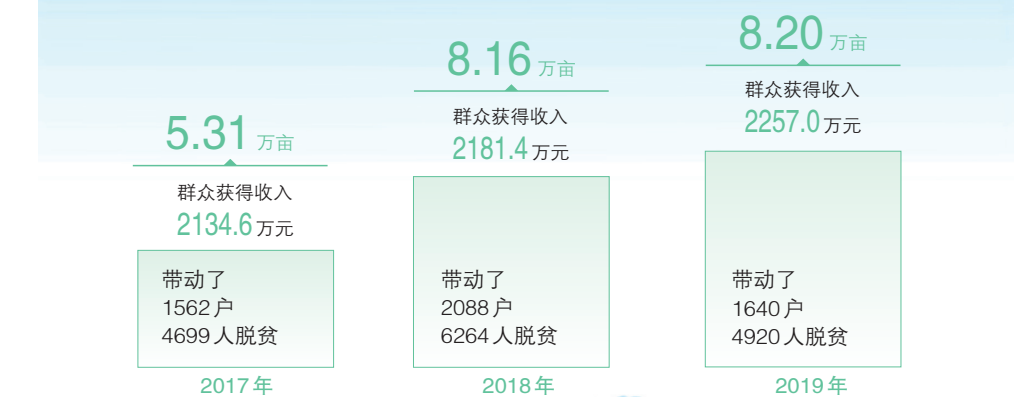 5.31 万亩
群众获得收入
2134.6 万元
带动了
1562 户
4699 人脱贫
2017 年
8.16 万亩
群众获得收入
2181.4 万元
带动了
2088 户
6264 人脱贫
2018 年
8.20 万亩
群众获得收入
2257.0 万元
带动了
1640 户
4920 人脱贫
2019 年